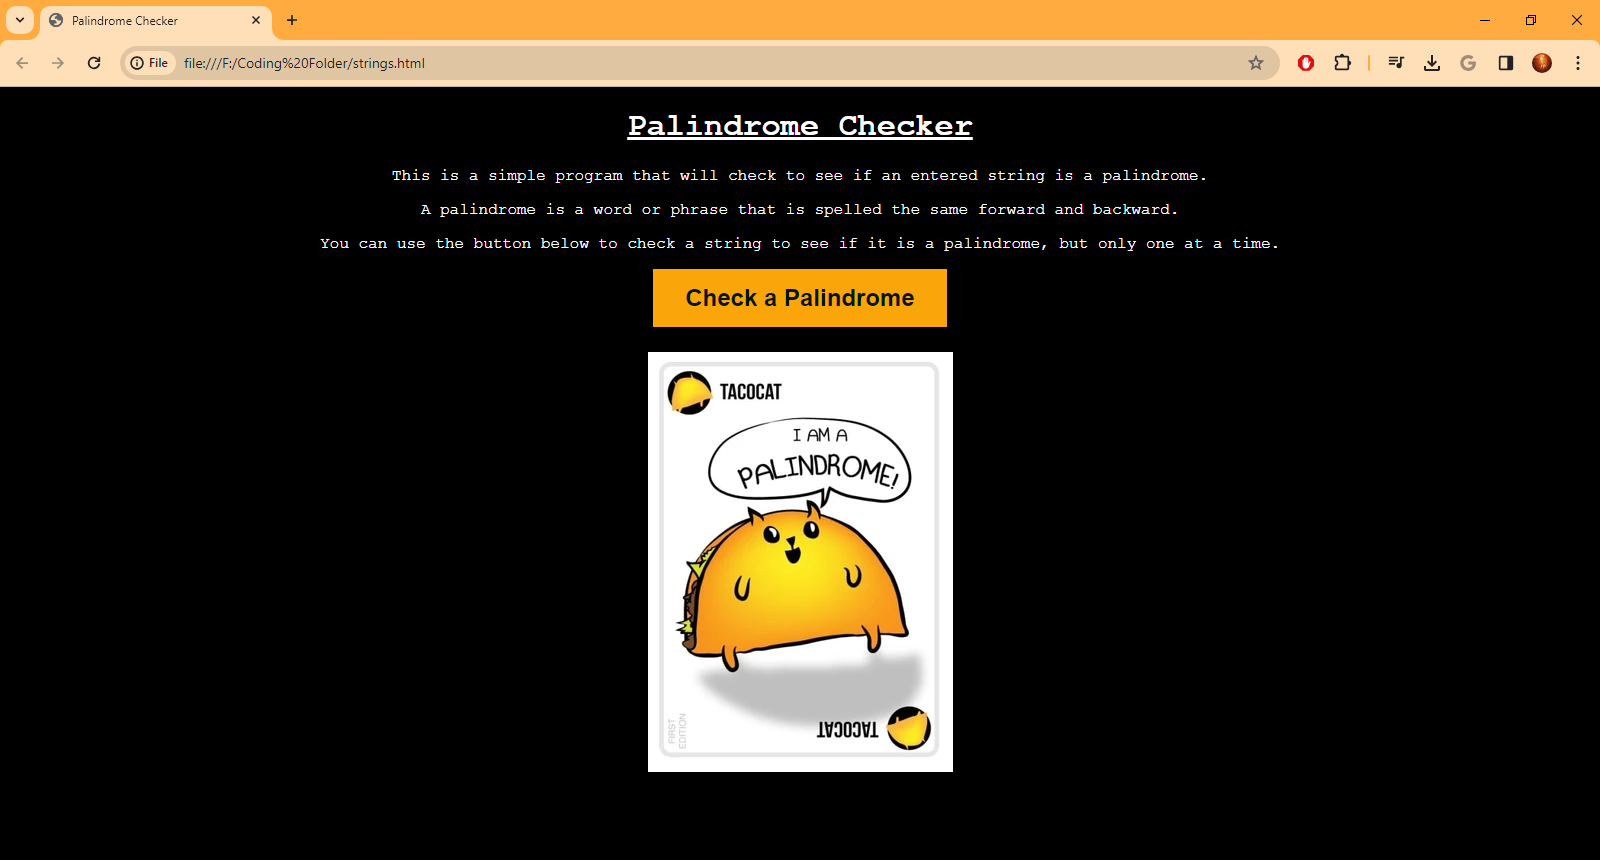 Palindrome Checker
File
file:///F:/Coding%20Folder/strings.html
Palindrome Checker
This is a simple program that will check to see if an entered string is a palindrome.
A palindrome is a word or phrase that is spelled the same forward and backward.
You can use the button below to check a string to see if it is a palindrome, but only one at a time.
Check a Palindrome
TACOCAT
I AM A
PALINDROME!
FIRST
EDITION
TACOCAT